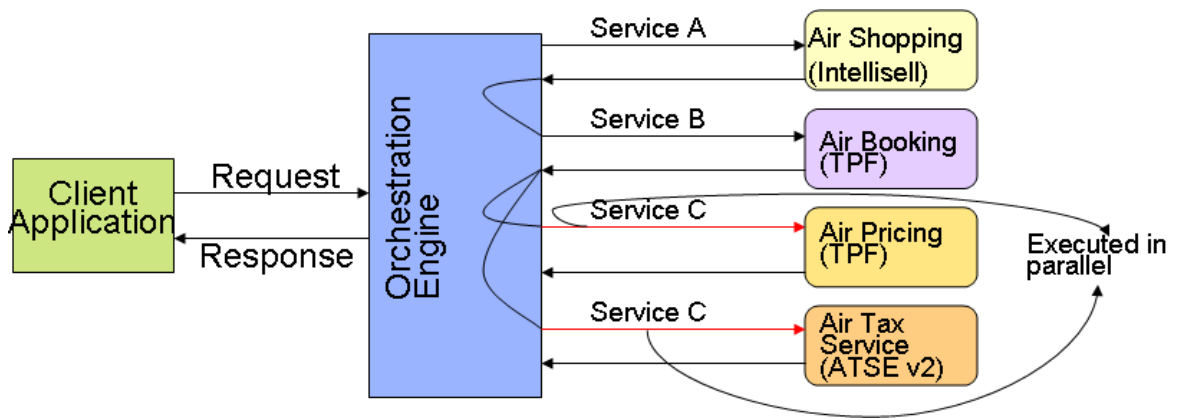 Client
Application
Request
Response
Orchestration
Engine
Service A
Air Shopping
(Intellisell)
Service B
Air Booking
(TPF)
Service C
Air Pricing
(TPF)
Executed in
parallel
Service C
Air Tax
Service
(ATSE v2)